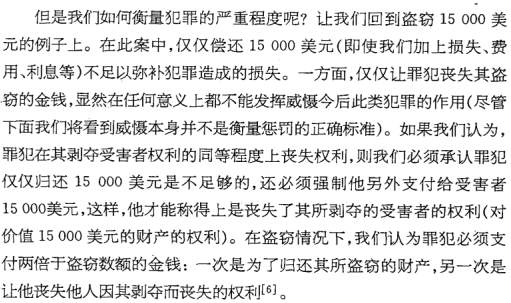 但是我们如何衡量犯罪的严重程度呢？让我们回到盗窃 15 000 美
元的例子上。在此案中，仅仅偿还 15 000 美元(即使我们加上损失、费
用、利息等)不足以弥补犯罪造成的损失。一方面，仅仅让罪犯丧失其盗
窃的金钱，显然在任何意义上都不能发挥威慑今后此类犯罪的作用(尽管
下面我们将看到威慑本身并不是衡量惩罚的正确标准)。如果我们认为，
罪犯在其剥夺受害者权利的同等程度上丧失权利，则我们必须承认罪犯
仅仅归还 15 000 美元是不足够的，还必须强制他另外支付给受害者
15 000美元，这样，他才能称得上是丧失了其所剥夺的受害者的权利(对
价值 15 000 美元的财产的权利)。在盗窃情况下，我们认为罪犯必须支
付两倍于盗窃数额的金钱：一次是为了归还其所盗窃的财产，另一次是
让他丧失他人因其剥夺而丧失的权利[6]。